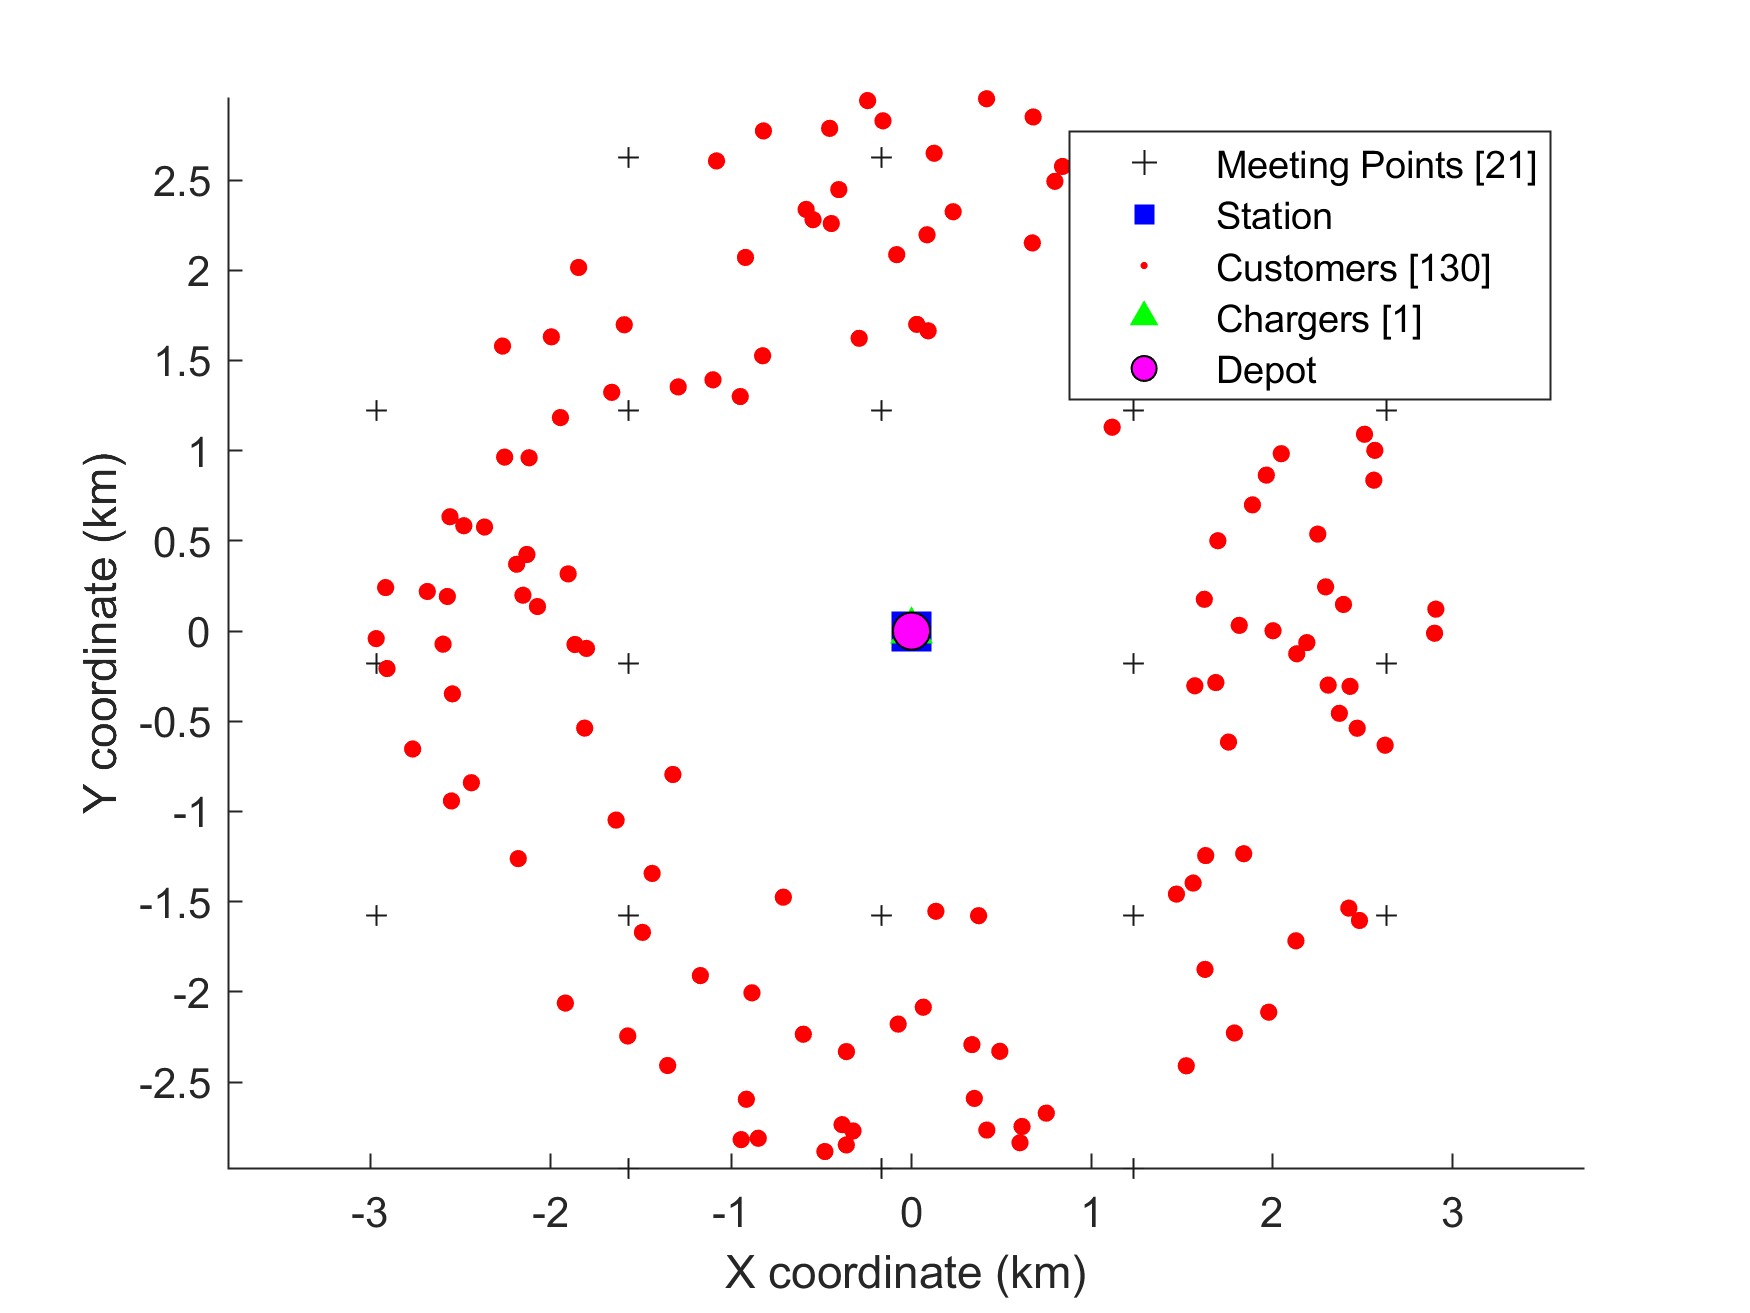 Meeting Points [21]
Station
Customers [130]
Chargers [1]
Depot
2.5
2
1.5
1
0.5
0
-0.5
-1
-1.5
-2
-2.5
Y coordinate (km)
-3 -2 -1 0 1 2 3
X coordinate (km)